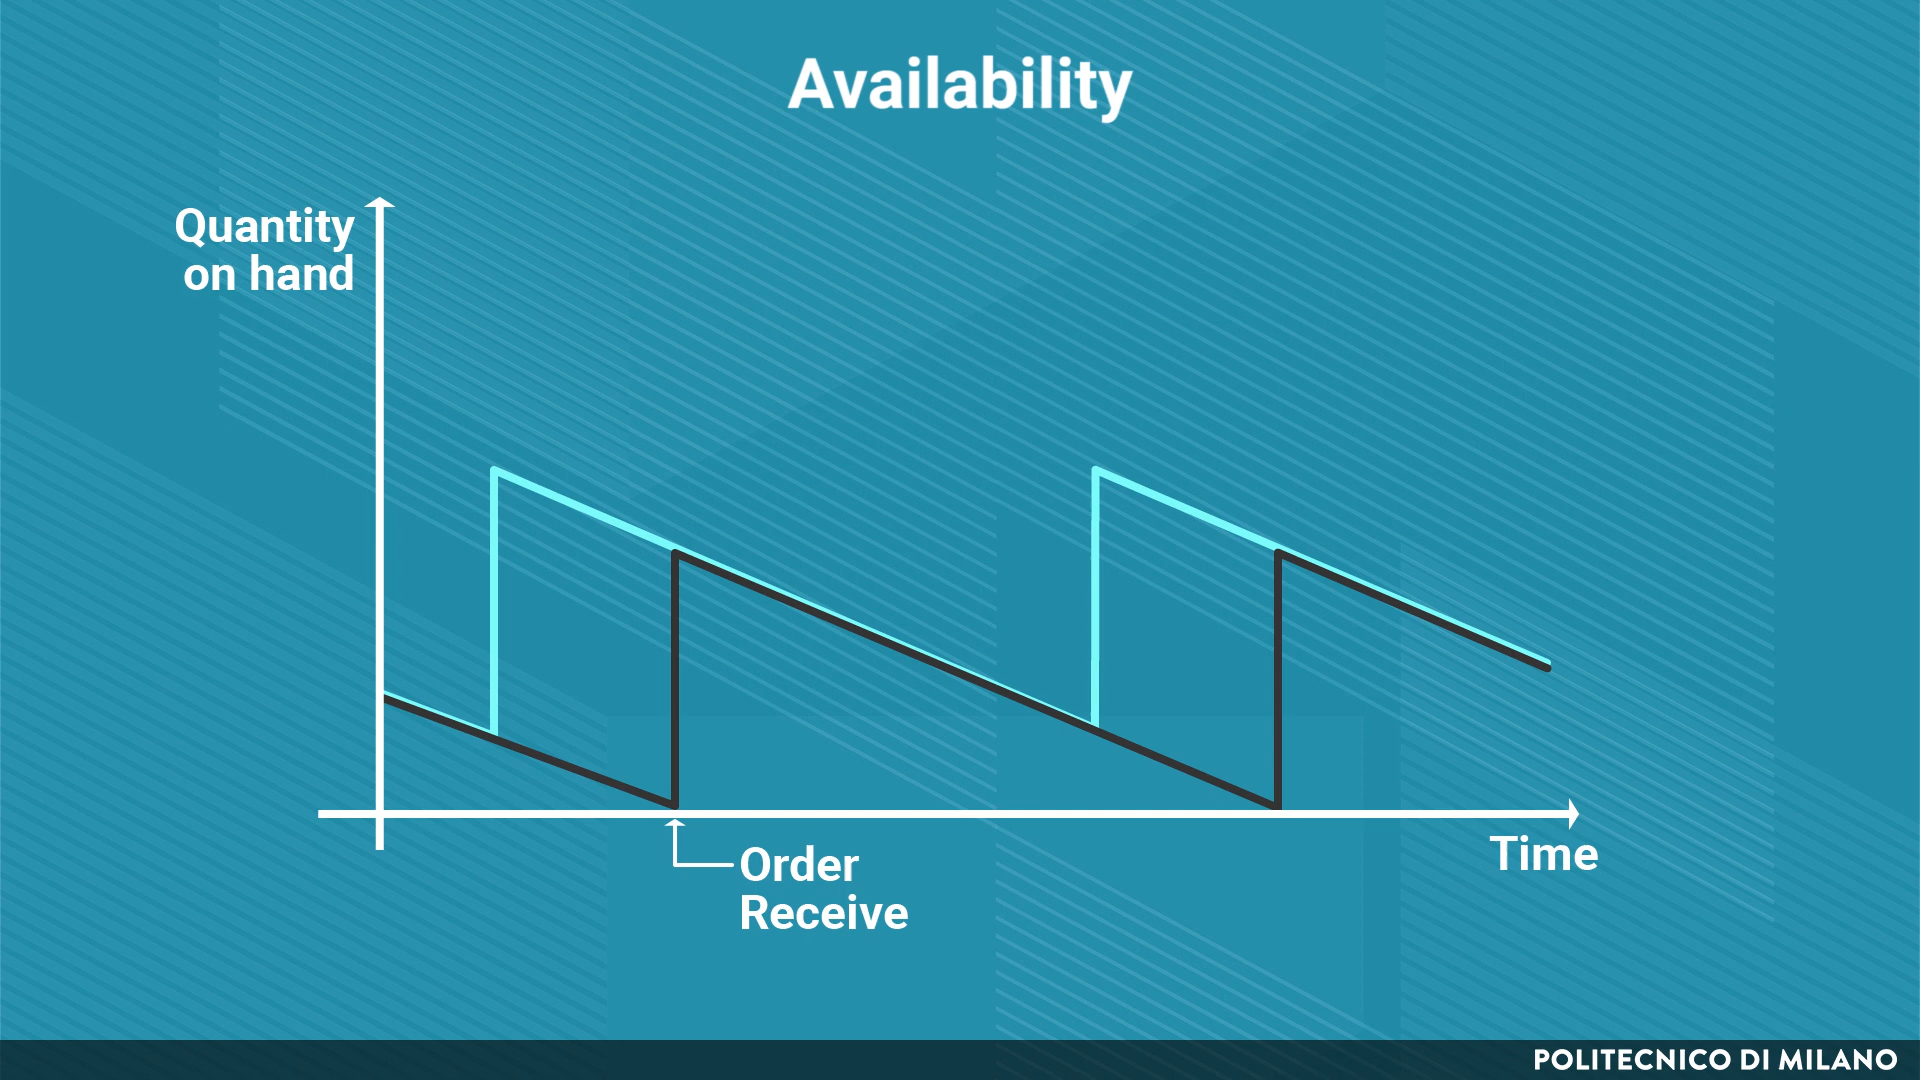 Availability
Quantity
on hand
Order
Receive
Time
POLITECNICO DI MILANO